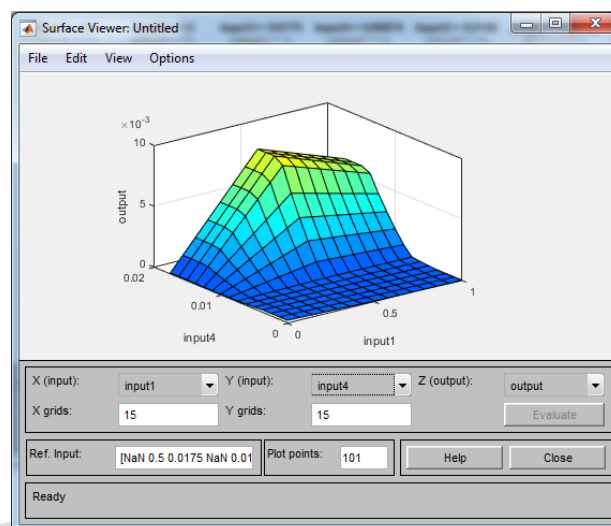 Surface Viewer: Untitled
File Edit View Options
×10⁻³
10
5
0
output
0.02
0.01
0
input4
0
0.5
1
input1
X (input): input1 Y (input): input4 Z (output): output
X grids: 15 Y grids: 15 Evaluate
Ref. Input: [NaN 0.5 0.0175 NaN 0.01 Plot points: 101 Help Close
Ready